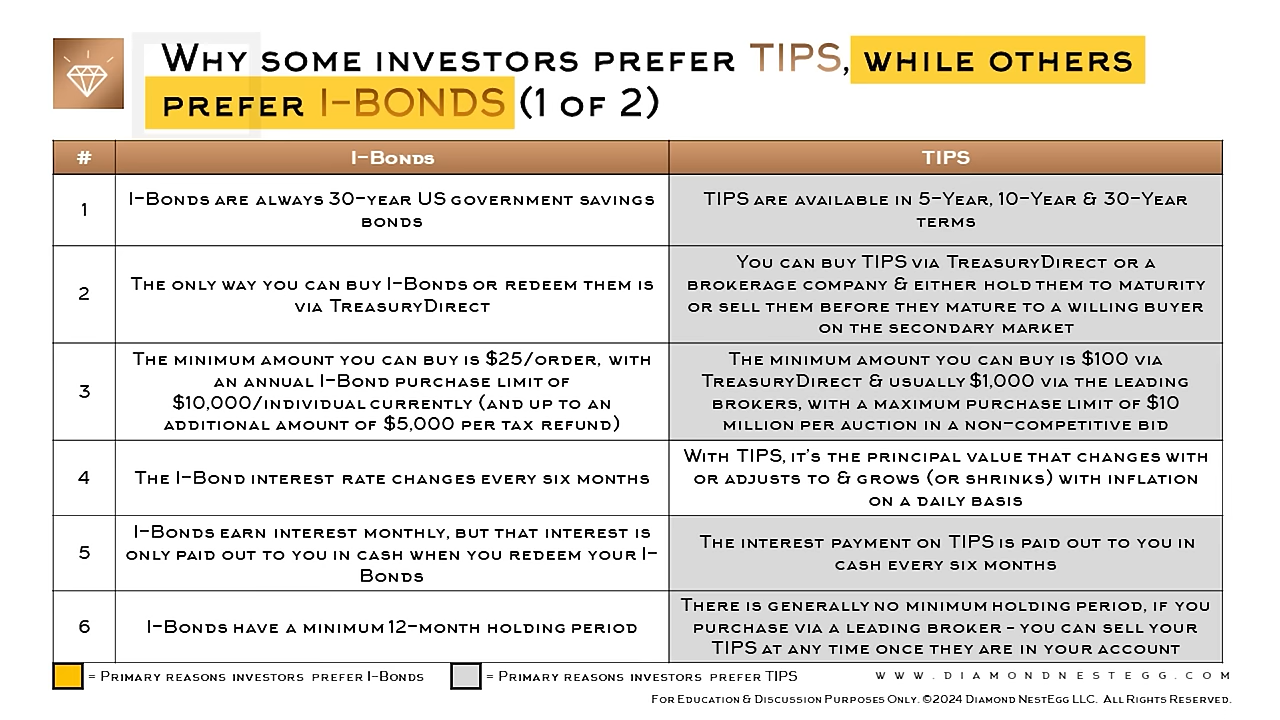 Why some investors prefer TIPS, while others
prefer I-Bonds (1 of 2)
# I-Bonds TIPS
1
I-Bonds are always 30-year US government savings
bonds
TIPS are available in 5-Year, 10-Year & 30-Year
terms
2
The only way you can buy I-Bonds or redeem them is
via TreasuryDirect
You can buy TIPS via TreasuryDirect or a
brokerage company & either hold them to maturity
or sell them before they mature to a willing buyer
on the secondary market
3
The minimum amount you can buy is $25/order, with
an annual I-Bond purchase limit of
$10,000/individual currently (and up to an
additional amount of $5,000 per tax refund)
The minimum amount you can buy is $100 via
TreasuryDirect & usually $1,000 via the leading
brokers, with a maximum purchase limit of $10
million per auction in a non-competitive bid
4
The I-Bond interest rate changes every six months
With TIPS, it's the principal value that changes with
or adjusts to & grows (or shrinks) with inflation
on a daily basis
5
I-Bonds earn interest monthly, but that interest is
only paid out to you in cash when you redeem your I-
Bonds
The interest payment on TIPS is paid out to you in
cash every six months
6
I-Bonds have a minimum 12-month holding period
There is generally no minimum holding period, if you
purchase via a leading broker - you can sell your
TIPS at any time once they are in your account
= Primary reasons investors prefer I-Bonds
= Primary reasons investors prefer TIPS
www.diamondnestegg.com
For Education & Discussion Purposes Only. ©2024 Diamond NestEgg LLC. All Rights Reserved.